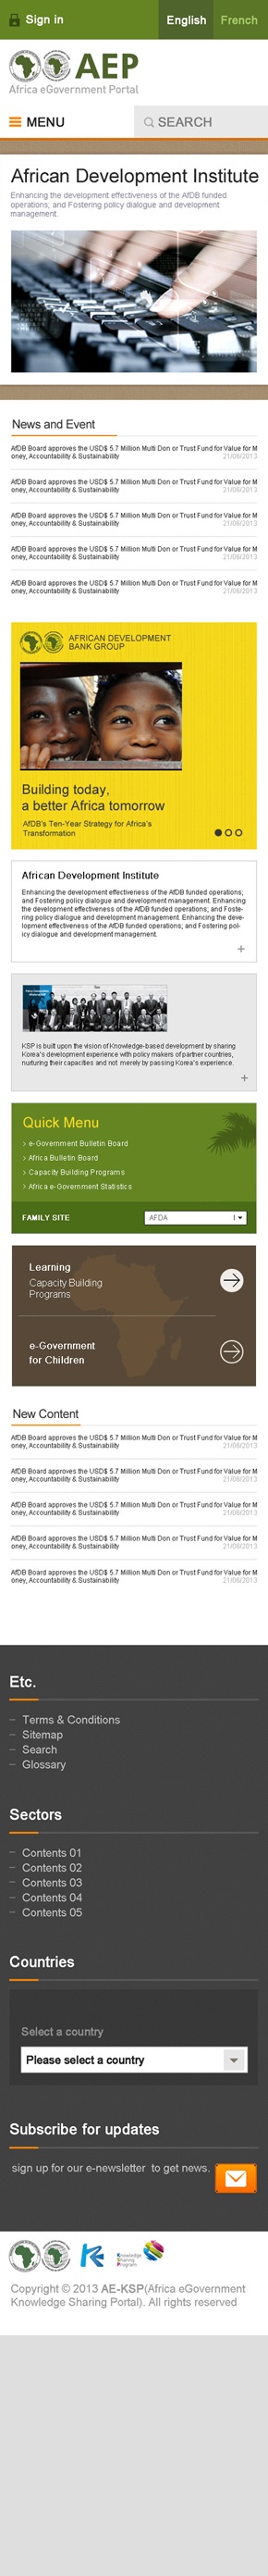 Sign in
English
French
AEP
Africa eGovernment Portal
MENU
SEARCH
African Development Institute
Enhancing the development effectiveness of the AfDB funded
operations; and Fostering policy dialogue and development
management.
News and Event
AfDB Board approves the USD$ 5.7 Million Multi Don or Trust Fund for Value for M
oney, Accountability & Sustainability
21/08/2013
AfDB Board approves the USD$ 5.7 Million Multi Don or Trust Fund for Value for M
oney, Accountability & Sustainability
21/08/2013
AfDB Board approves the USD$ 5.7 Million Multi Don or Trust Fund for Value for M
oney, Accountability & Sustainability
21/08/2013
AfDB Board approves the USD$ 5.7 Million Multi Don or Trust Fund for Value for M
oney, Accountability & Sustainability
21/08/2013
AfDB Board approves the USD$ 5.7 Million Multi Don or Trust Fund for Value for M
oney, Accountability & Sustainability
21/08/2013
AFRICAN DEVELOPMENT
BANK GROUP
Building today,
a better Africa tomorrow
AfDB's Ten-Year Strategy for Africa's
Transformation
African Development Institute
Enhancing the development effectiveness of the AfDB funded operations;
and Fostering policy dialogue and development management. Enhancing
the development effectiveness of the AfDB funded operations; and Foste-
ring policy dialogue and development management. Enhancing the deve-
lopment effectiveness of the AfDB funded operations; and Fostering pol-
icy dialogue and development management.
+
KSP is built upon the vision of Knowledge-based development by sharing
Korea's development experience with policy makers of partner countries,
nurturing their capacities and not merely by passing Korea's experience.
+
Quick Menu
> e-Government Bulletin Board
> Africa Bulletin Board
> Capacity Building Programs
> Africa e-Government Statistics
FAMILY SITE
AFDA
Learning
Capacity Building
Programs
e-Government
for Children
New Content
AfDB Board approves the USD$ 5.7 Million Multi Don or Trust Fund for Value for M
oney, Accountability & Sustainability
21/08/2013
AfDB Board approves the USD$ 5.7 Million Multi Don or Trust Fund for Value for M
oney, Accountability & Sustainability
21/08/2013
AfDB Board approves the USD$ 5.7 Million Multi Don or Trust Fund for Value for M
oney, Accountability & Sustainability
21/08/2013
AfDB Board approves the USD$ 5.7 Million Multi Don or Trust Fund for Value for M
oney, Accountability & Sustainability
21/08/2013
AfDB Board approves the USD$ 5.7 Million Multi Don or Trust Fund for Value for M
oney, Accountability & Sustainability
21/08/2013
Etc.
– Terms & Conditions
– Sitemap
– Search
– Glossary
Sectors
– Contents 01
– Contents 02
– Contents 03
– Contents 04
– Contents 05
Countries
Select a country
Please select a country
Subscribe for updates
sign up for our e-newsletter to get news.
Knowledge
Sharing
Program
Copyright © 2013 AE-KSP(Africa eGovernment
Knowledge Sharing Portal). All rights reserved